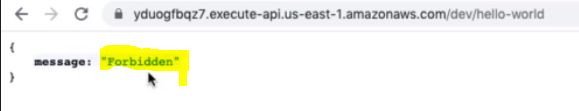 yduogfbqz7.execute-api.us-east-1.amazonaws.com/dev/hello-world
{
message: "Forbidden"
}